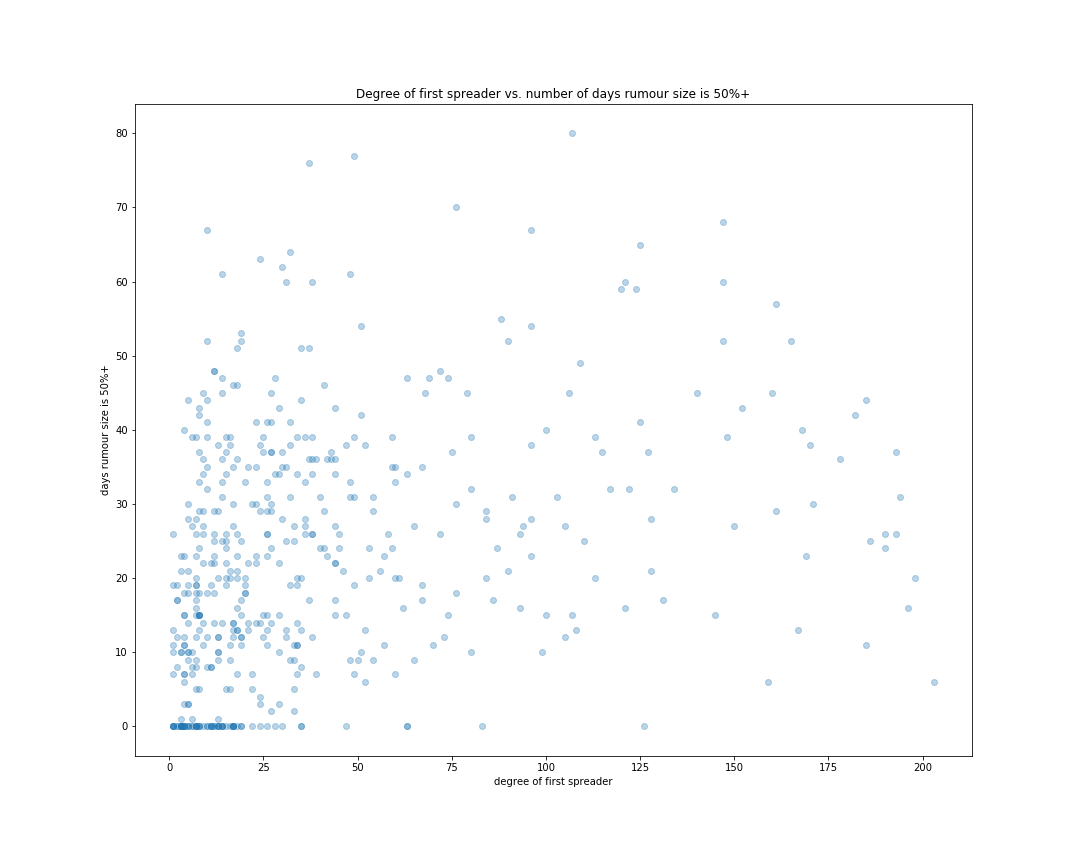 Degree of first spreader vs. number of days rumour size is 50%+
days rumour size is 50%+
80
70
60
50
40
30
20
10
0
0 25 50 75 100 125 150 175 200
degree of first spreader